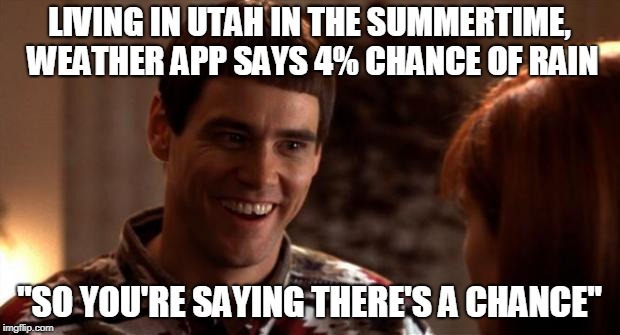 LIVING IN UTAH IN THE SUMMERTIME,
WEATHER APP SAYS 4% CHANCE OF RAIN
"SO YOU'RE SAYING THERE'S A CHANCE"
imgflip.com